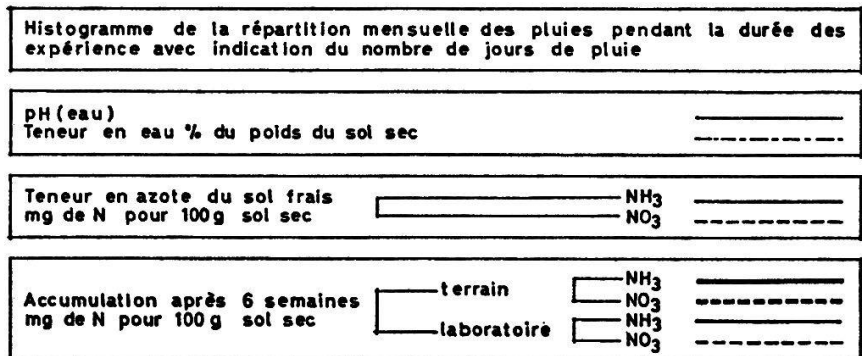 Histogramme de la répartition mensuelle des pluies pendant la durée des
expérience avec indication du nombre de jours de pluie
pH (eau)
Teneur en eau % du poids du sol sec
Teneur en azote du sol frais
mg de N pour 100 g sol sec
NH3
NO3
Accumulation après 6 semaines
mg de N pour 100 g sol sec
terrain
NH3
NO3
laboratoire
NH3
NO3